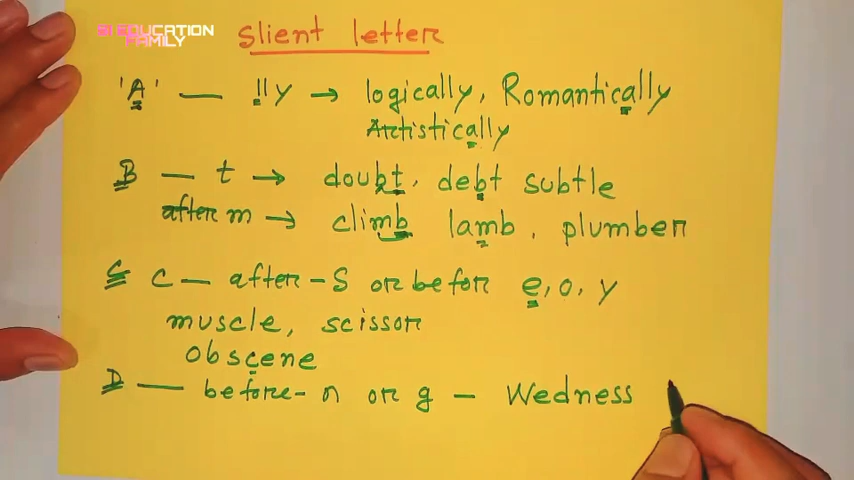 SI EDUCATION
FAMILY
Slient letter
'A' — lly → logically, Romantically
Artistically
B — t → doubt, debt subtle
after m → climb lamb, plumber
C c — after - S or before e, o, y
muscle, scissor
obscene
D — before - n or g — Wedness